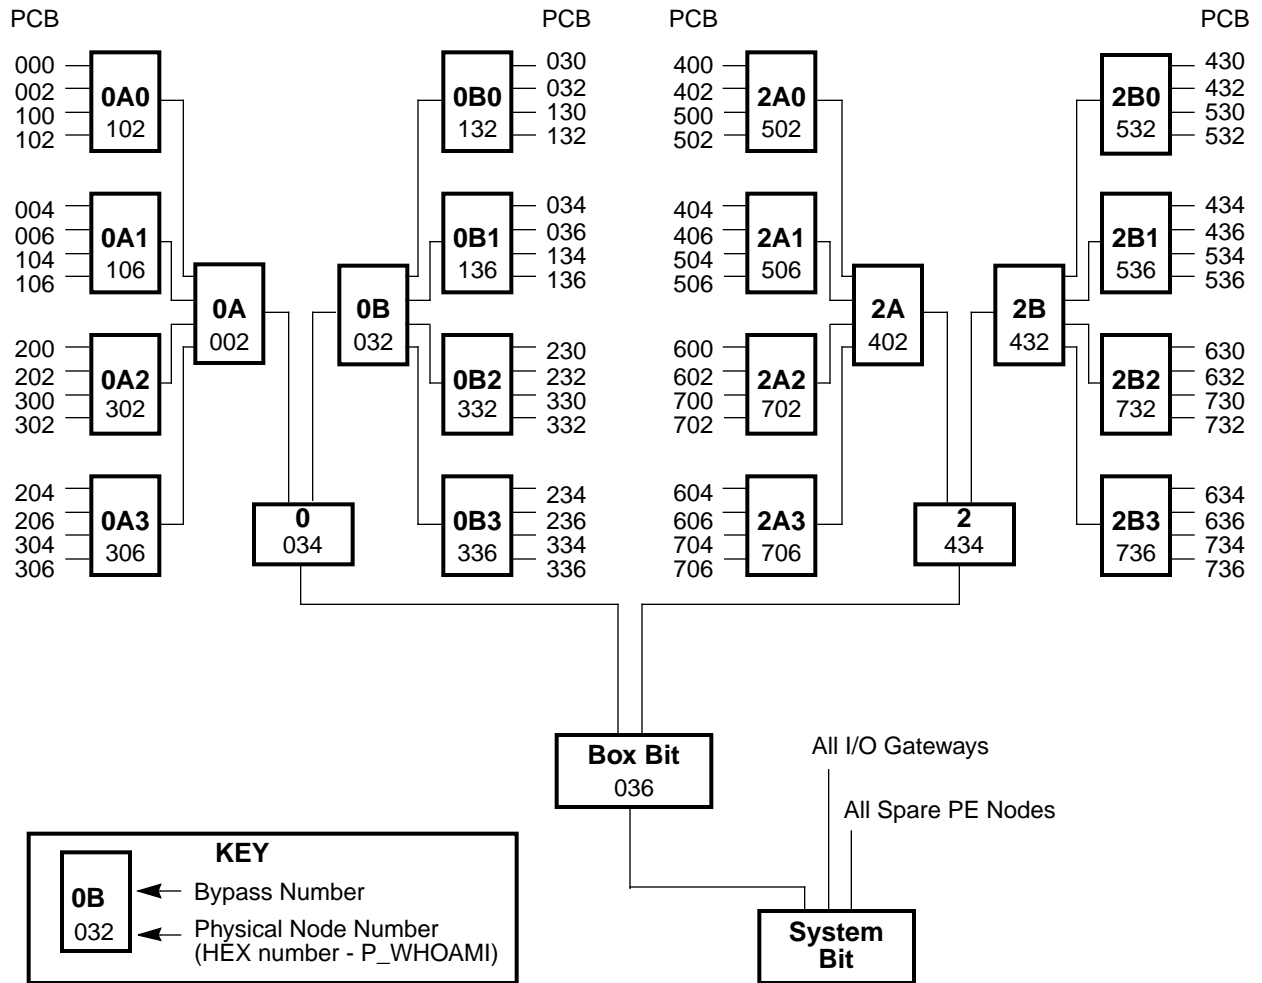 PCB
PCB
PCB
PCB
000
002
100
102
0A0
102
0B0
132
030
032
130
132
400
402
500
502
2A0
502
2B0
532
430
432
530
532
004
006
104
106
0A1
106
0B1
136
034
036
134
136
404
406
504
506
2A1
506
2B1
536
434
436
534
536
0A
002
0B
032
2A
402
2B
432
200
202
300
302
0A2
302
0B2
332
230
232
330
332
600
602
700
702
2A2
702
2B2
732
630
632
730
732
204
206
304
306
0A3
306
0
034
0B3
336
234
236
334
336
604
606
704
706
2A3
706
2
434
2B3
736
634
636
734
736
Box Bit
036
All I/O Gateways
All Spare PE Nodes
System
Bit
KEY
0B
032
Bypass Number
Physical Node Number
(HEX number - P_WHOAMI)